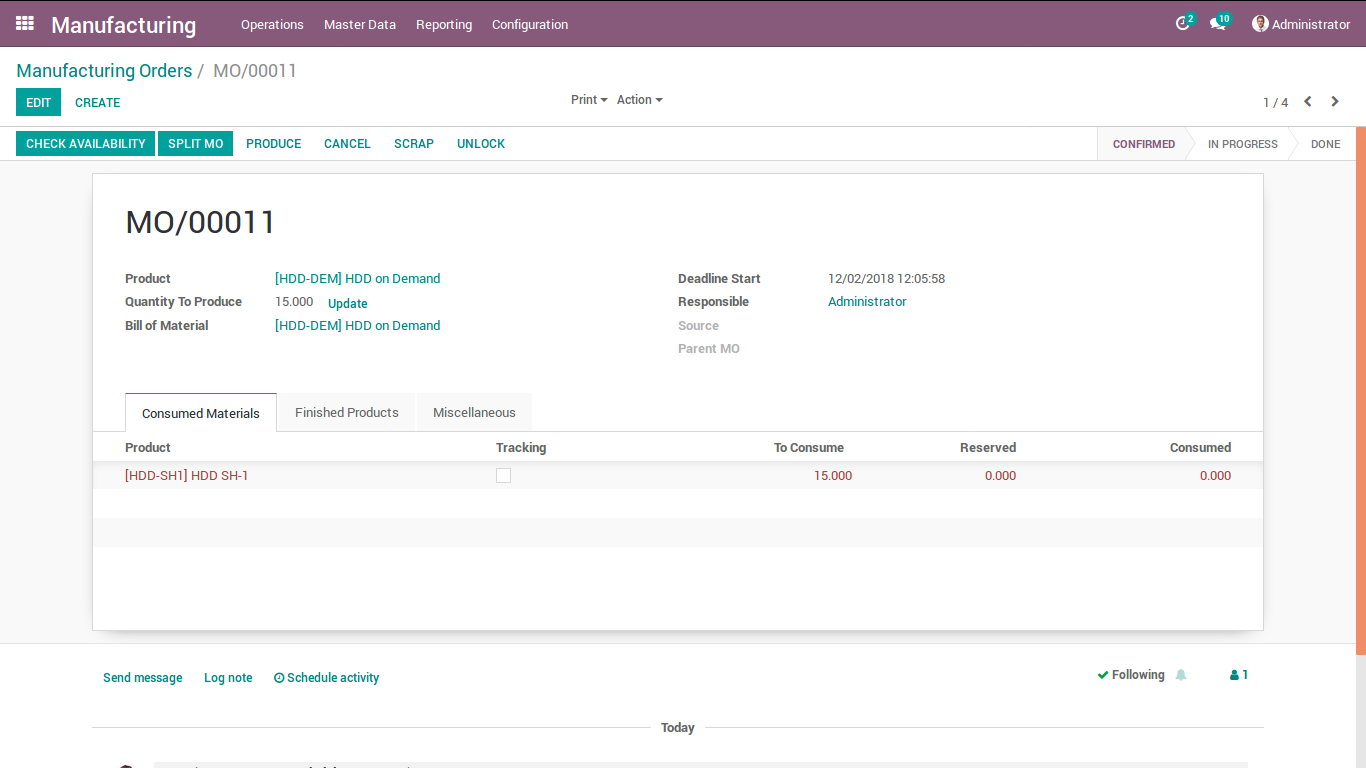 Manufacturing Operations Master Data Reporting Configuration 2 10 Administrator
Manufacturing Orders / MO/00011
EDIT CREATE Print Action 1 / 4
CHECK AVAILABILITY SPLIT MO PRODUCE CANCEL SCRAP UNLOCK CONFIRMED IN PROGRESS DONE
MO/00011
Product [HDD-DEM] HDD on Demand Deadline Start 12/02/2018 12:05:58
Quantity To Produce 15.000 Update Responsible Administrator
Bill of Material [HDD-DEM] HDD on Demand Source
Parent MO
Consumed Materials Finished Products Miscellaneous
Product Tracking To Consume Reserved Consumed
[HDD-SH1] HDD SH-1 15.000 0.000 0.000
Send message Log note Schedule activity Following 1
Today